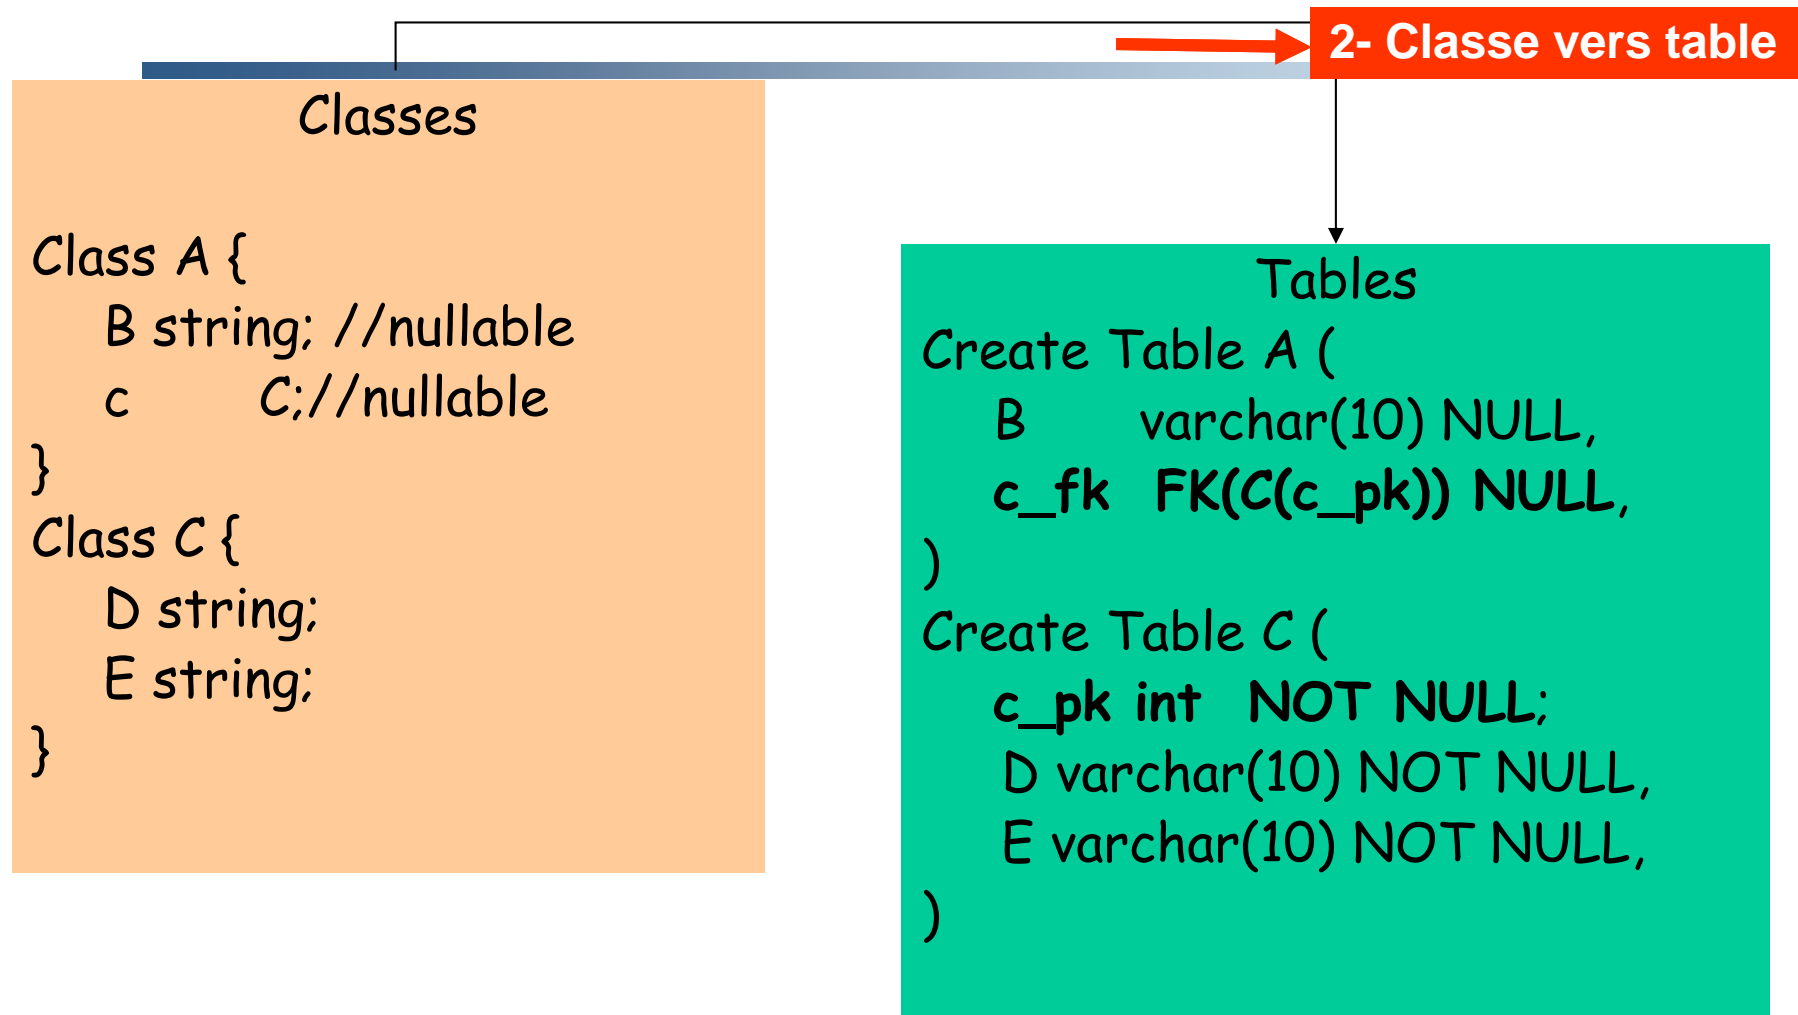 2- Classe vers table
Classes
Class A {
B string; //nullable
c C;//nullable
}
Class C {
D string;
E string;
}
Tables
Create Table A (
B varchar(10) NULL,
c_fk FK(C(c_pk)) NULL,
)
Create Table C (
c_pk int NOT NULL;
D varchar(10) NOT NULL,
E varchar(10) NOT NULL,
)